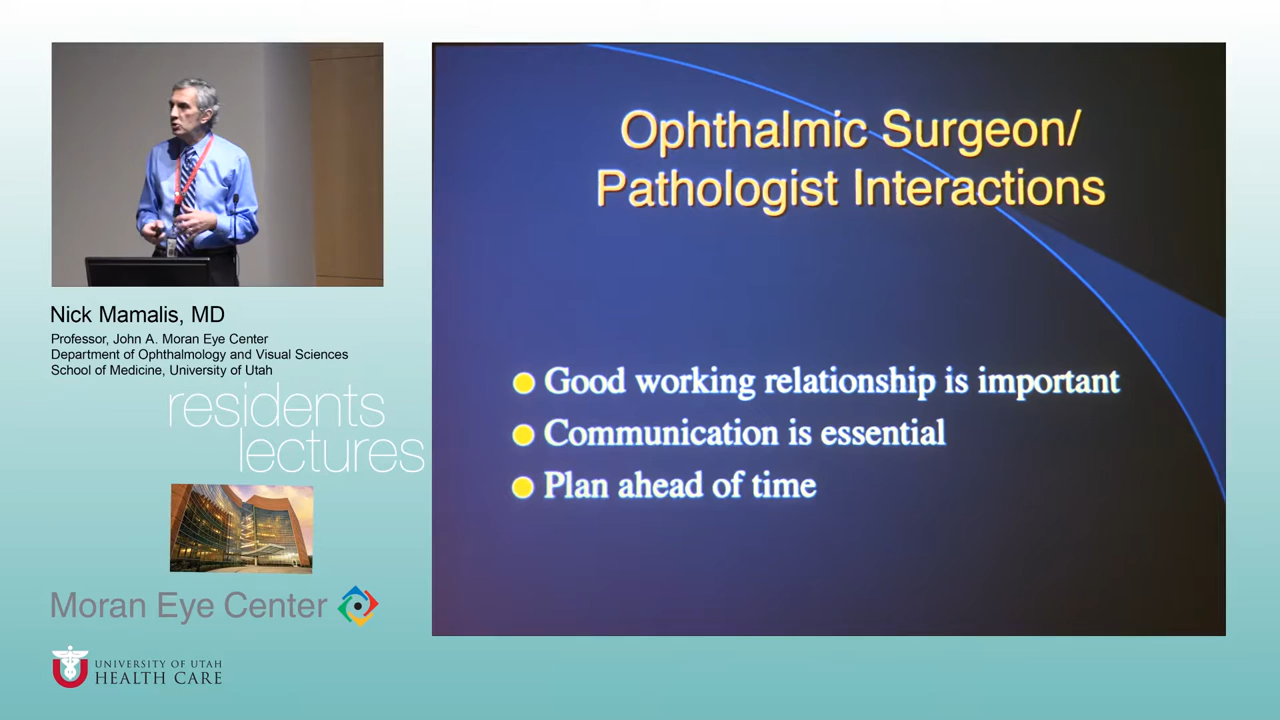 Ophthalmic Surgeon/
Pathologist Interactions
Good working relationship is important
Communication is essential
Plan ahead of time
Nick Mamalis, MD
Professor, John A. Moran Eye Center
Department of Ophthalmology and Visual Sciences
School of Medicine, University of Utah
residents
lectures
Moran Eye Center
UNIVERSITY OF UTAH
HEALTH CARE